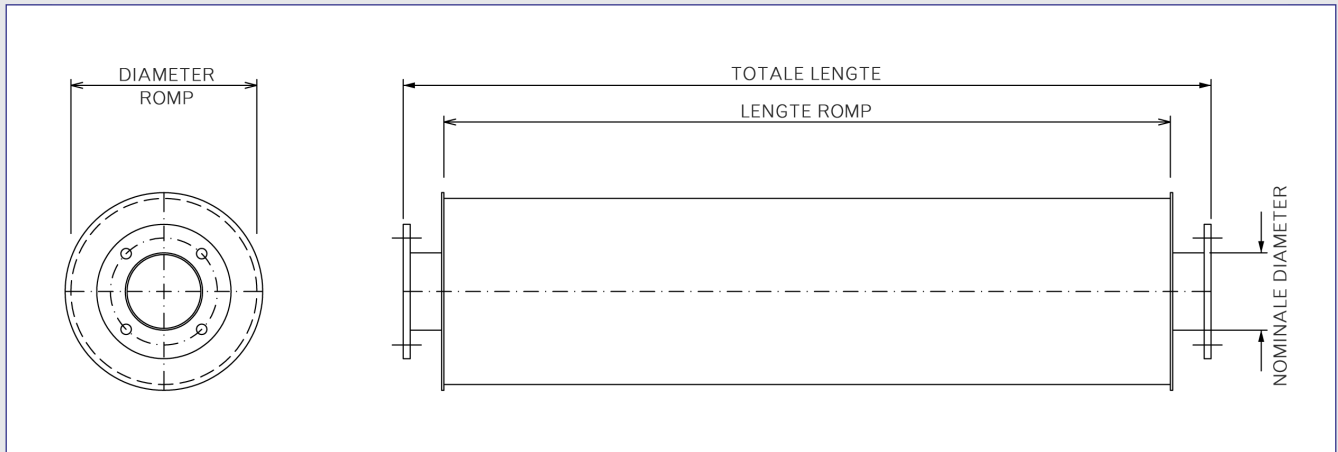 DIAMETER
ROMP
TOTALE LENGTE
LENGTE ROMP
NOMINALE DIAMETER